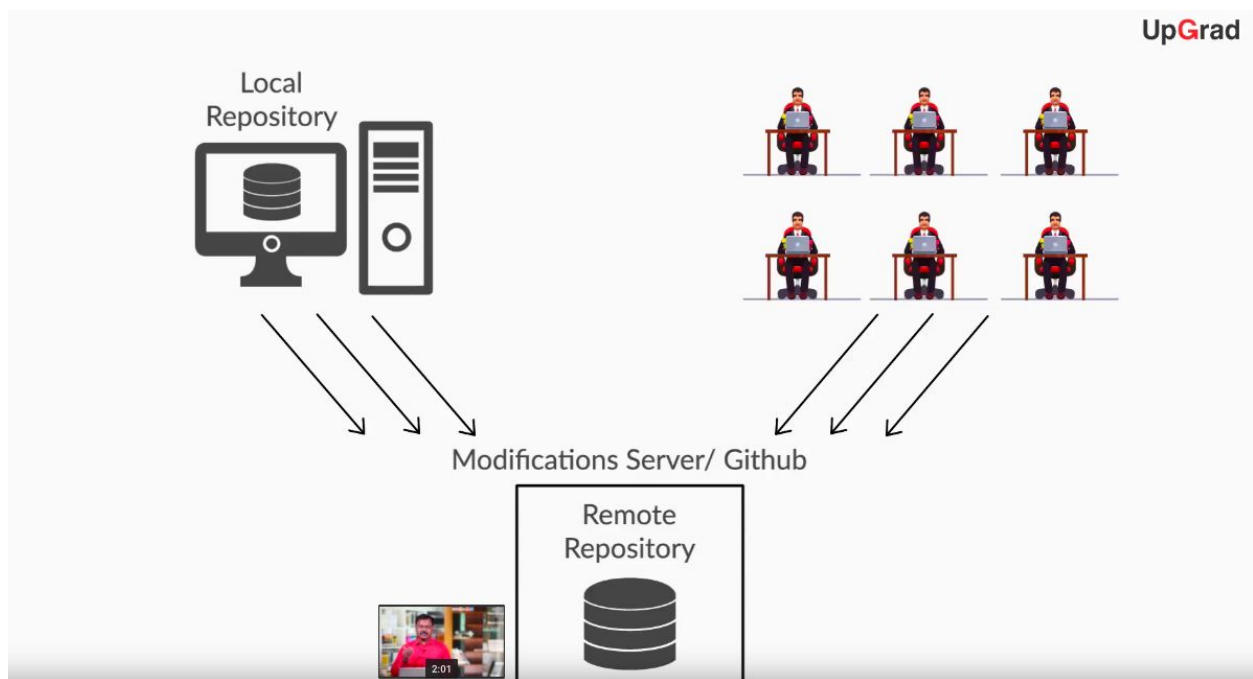 UpGrad
Local
Repository
Modifications Server/ Github
Remote
Repository
2:01